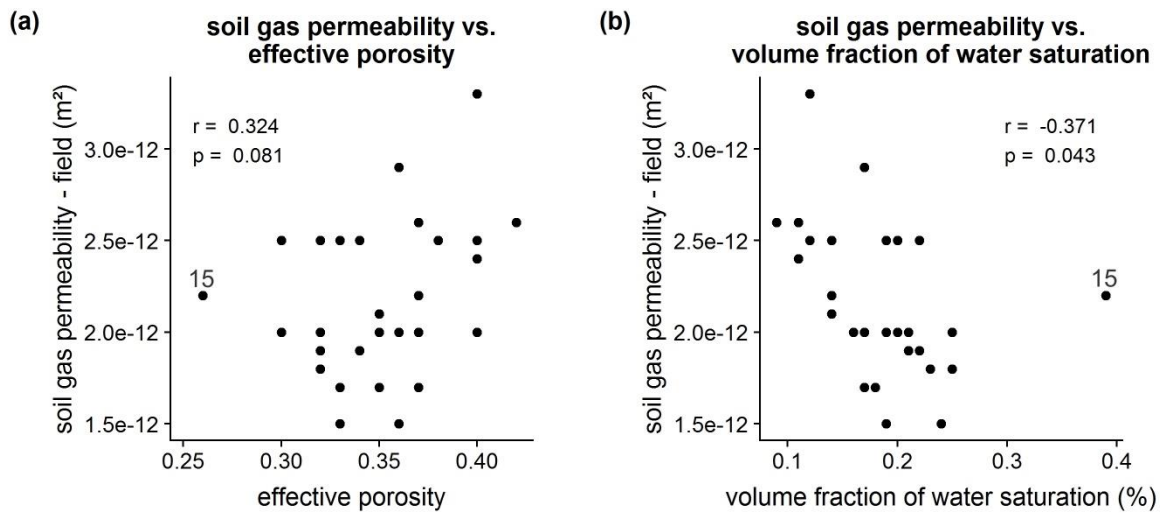 (a)
soil gas permeability vs.
effective porosity
soil gas permeability - field (m²)
r = 0.324
p = 0.081
3.0e-12
2.5e-12
2.0e-12
1.5e-12
15
0.25 0.30 0.35 0.40
effective porosity
(b)
soil gas permeability vs.
volume fraction of water saturation
soil gas permeability - field (m²)
r = -0.371
p = 0.043
3.0e-12
2.5e-12
2.0e-12
1.5e-12
15
0.1 0.2 0.3 0.4
volume fraction of water saturation (%)